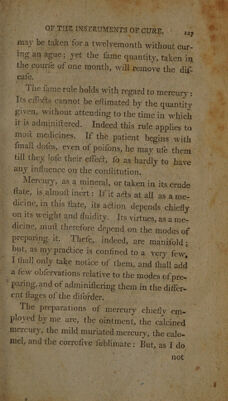 OF THE INSTRUMENTS OF CURE. 127
may be taken for a twelvemonth without cur-
ing an ague; yet the ſame quantity, taken in
the courſe of one month, will remove the diſ-
eaſe.
The ſame rule holds with regard to mercury:
Its effects cannot be eſtimated by the quantity
given, without attending to the time in which
it is adminiſtered. Indeed this rule applies to
moſt medicines. If the patient begins with
ſmall doſes, even of poiſons, he may uſe them
till they loſe their effect, ſo as hardly to have
any influence on the conſtitution.
Mercury, as a mineral, or taken in its crude
ſtate, is almoſt inert: If it acts at all as a me-
dicine, in this ſtate, its action depends chiefly
on its weight and fluidity. Its virtues, as a me-
dicine, muſt therefore depend on the modes of
preparing it. Theſe, indeed, are manifold;
but, as my practice is confined to a very few,
I ſhall only take notice of them, and ſhall add
a few obſervations relative to the modes of pre-
paring, and of adminiſtering them in the differ-
ent ſtages of the diſorder.
The preparations of mercury chiefly em-
ployed by me are, the ointment, the calcined
mercury, the mild muriated mercury, the calo-
mel, and the corroſive ſublimate: But, as I do
not